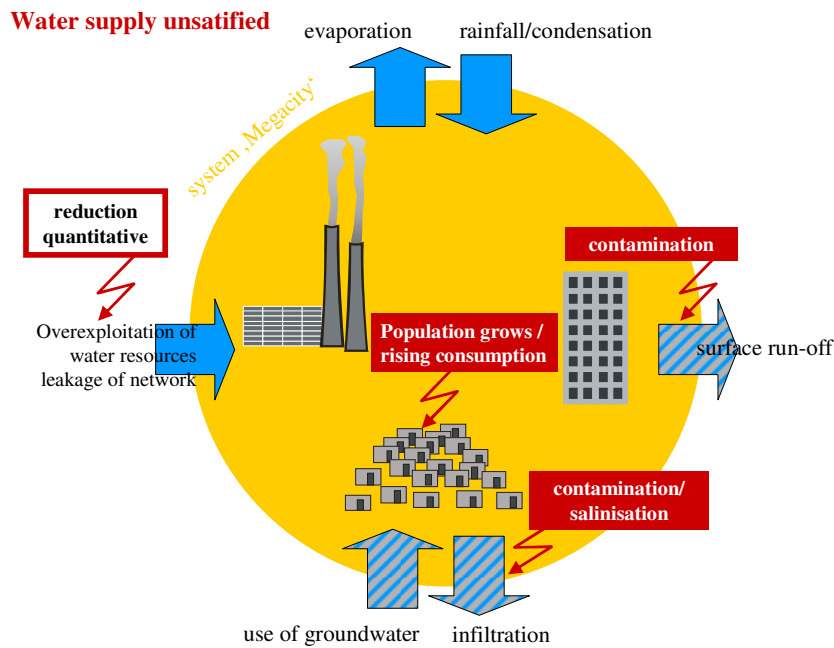 Water supply unsatified
evaporation
rainfall/condensation
system ‚Megacity‘
reduction
quantitative
contamination
Overexploitation of
water resources
leakage of network
Population grows /
rising consumption
surface run-off
contamination/
salinisation
use of groundwater
infiltration